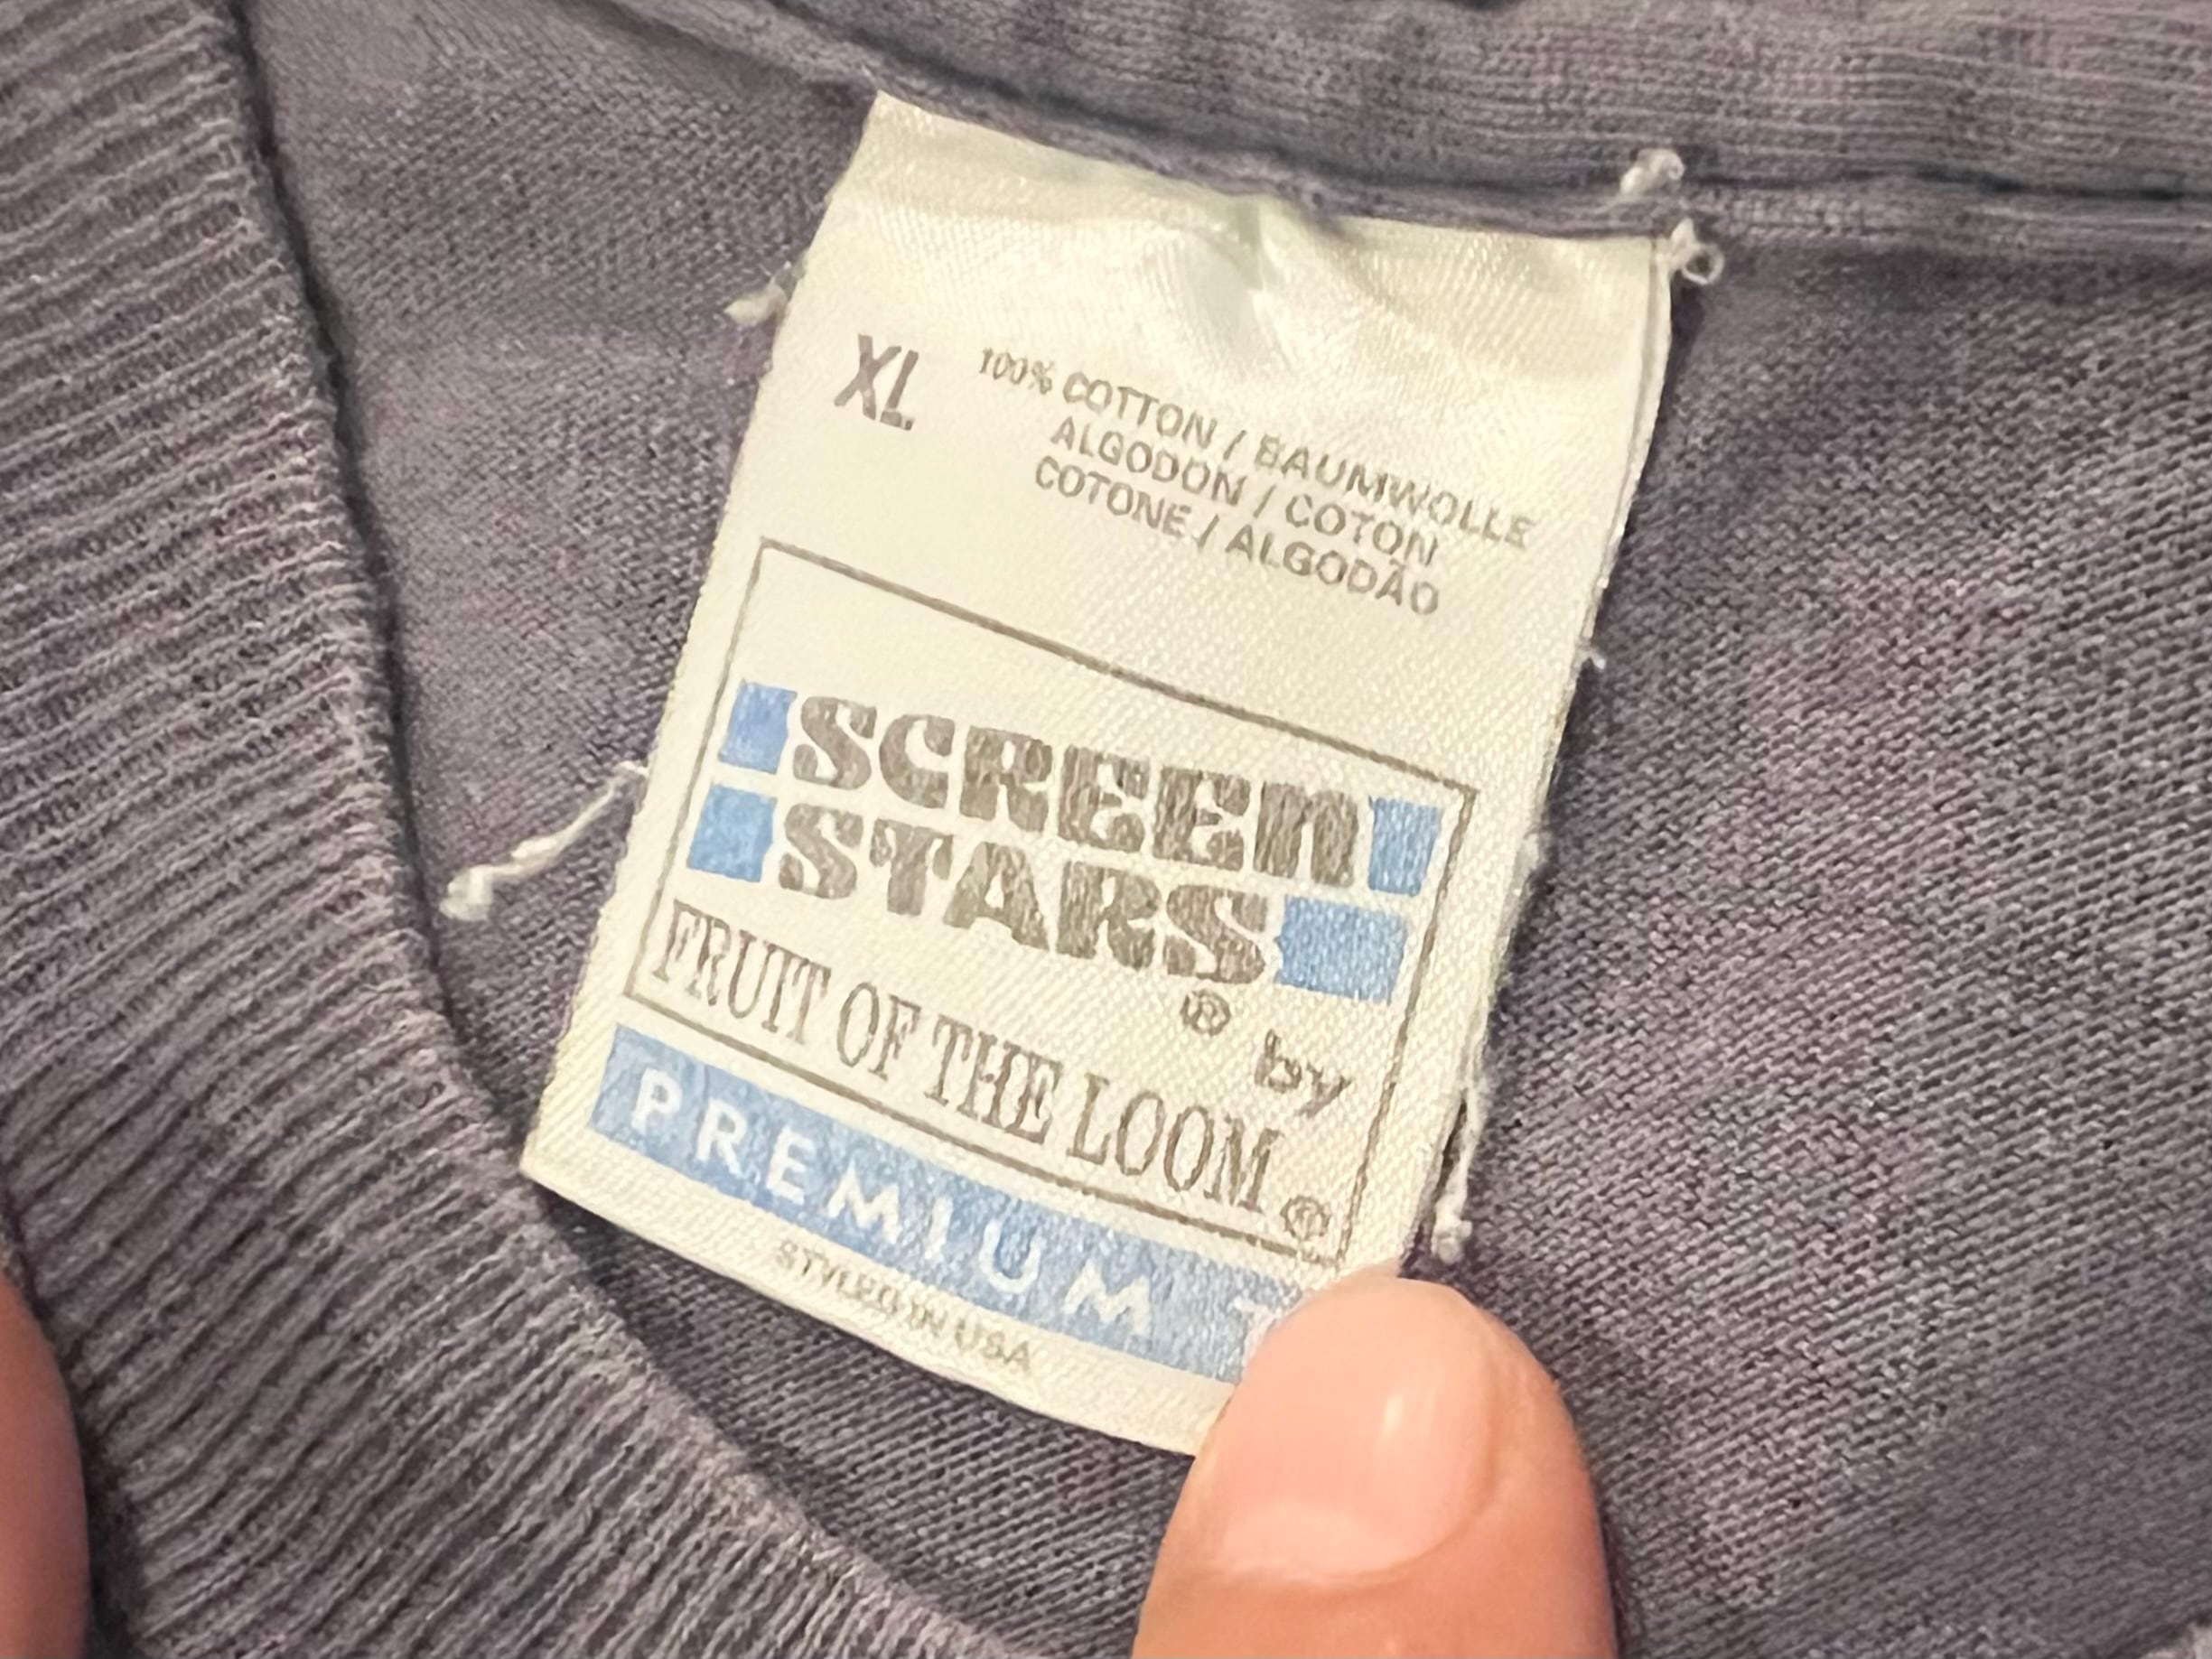 XL
100% COTTON / BAUMWOLLE
ALGODON / COTON
COTONE / ALGODÃO
SCREEN
STARS
® by
FRUIT OF THE LOOM ®
PREMIUM T
STYLED IN USA